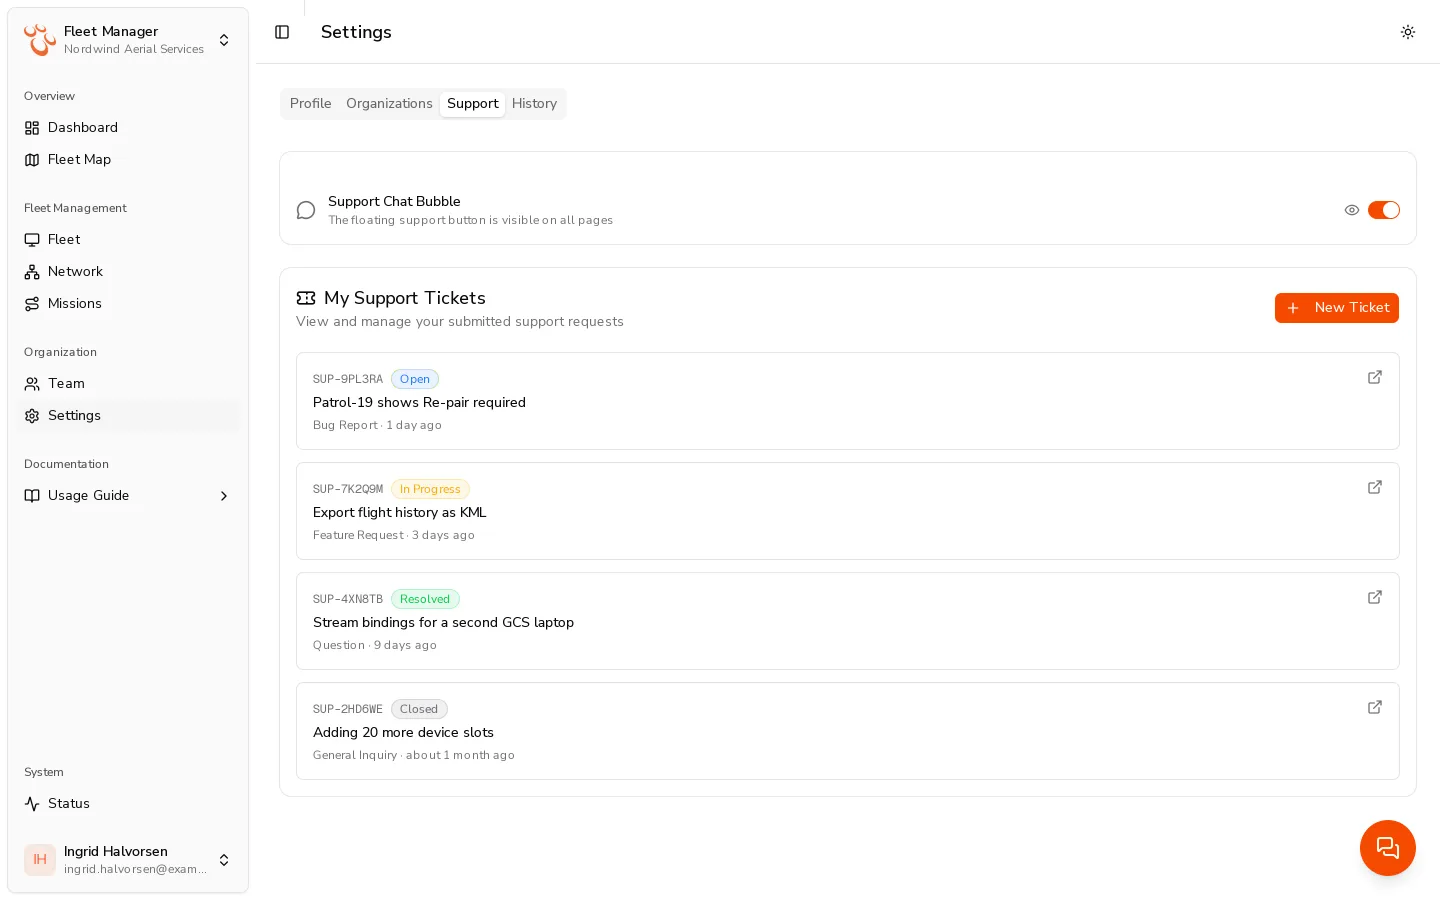 Fleet Manager
Nordwind Aerial Services
Overview
Dashboard
Fleet Map
Fleet Management
Fleet
Network
Missions
Organization
Team
Settings
Documentation
Usage Guide
System
Status
IH
Ingrid Halvorsen
ingrid.halvorsen@exam...
Settings
Profile Organizations Support History
Support Chat Bubble
The floating support button is visible on all pages
My Support Tickets
View and manage your submitted support requests
New Ticket
SUP-9PL3RA Open
Patrol-19 shows Re-pair required
Bug Report · 1 day ago
SUP-7K2Q9M In Progress
Export flight history as KML
Feature Request · 3 days ago
SUP-4XN8TB Resolved
Stream bindings for a second GCS laptop
Question · 9 days ago
SUP-2HD6WE Closed
Adding 20 more device slots
General Inquiry · about 1 month ago